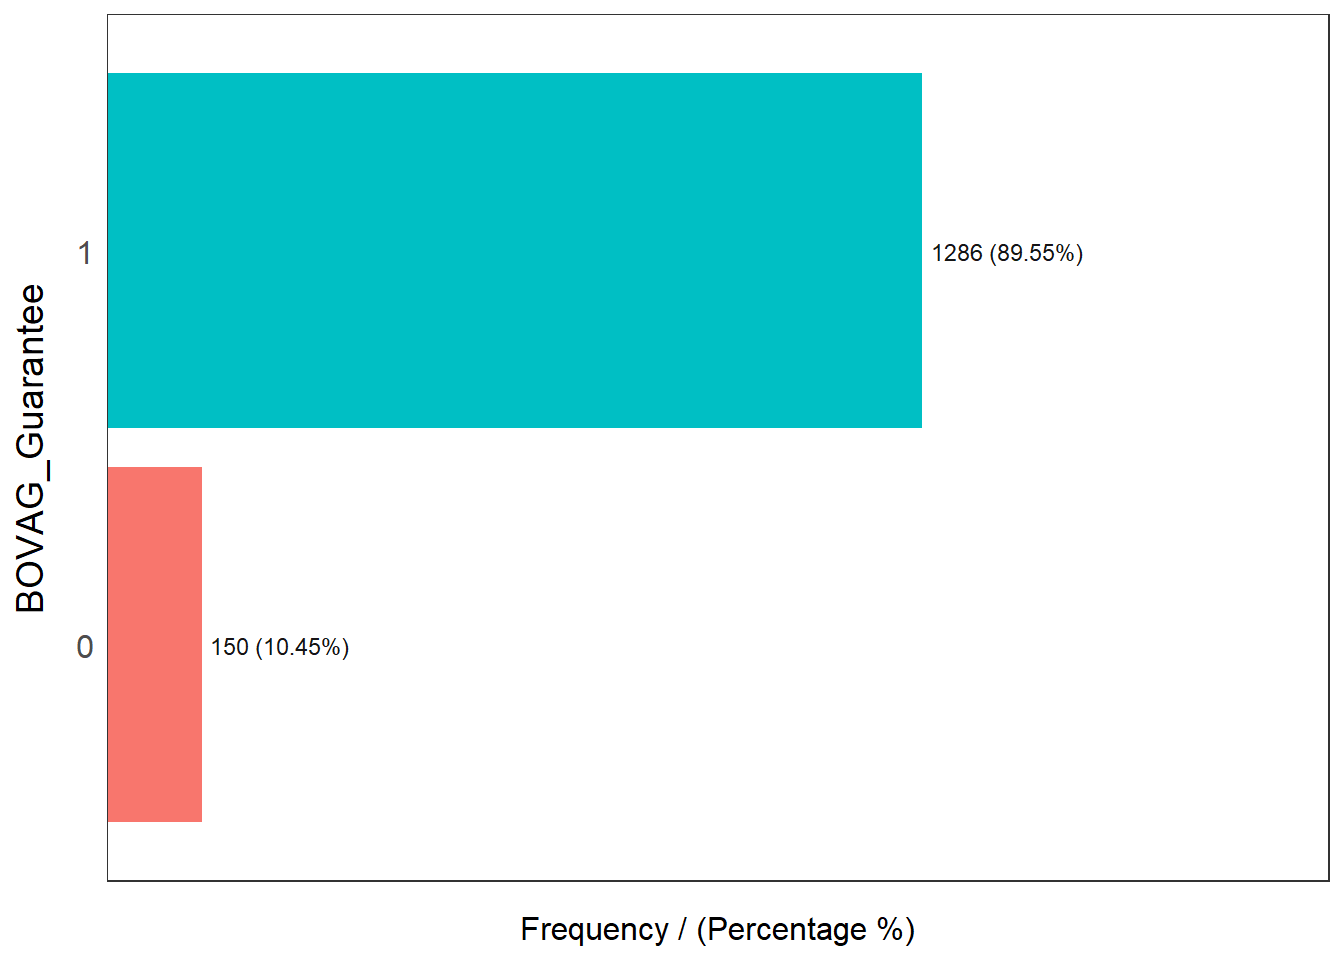 BOVAG_Guarantee
1
1286 (89.55%)
0
150 (10.45%)
Frequency / (Percentage %)